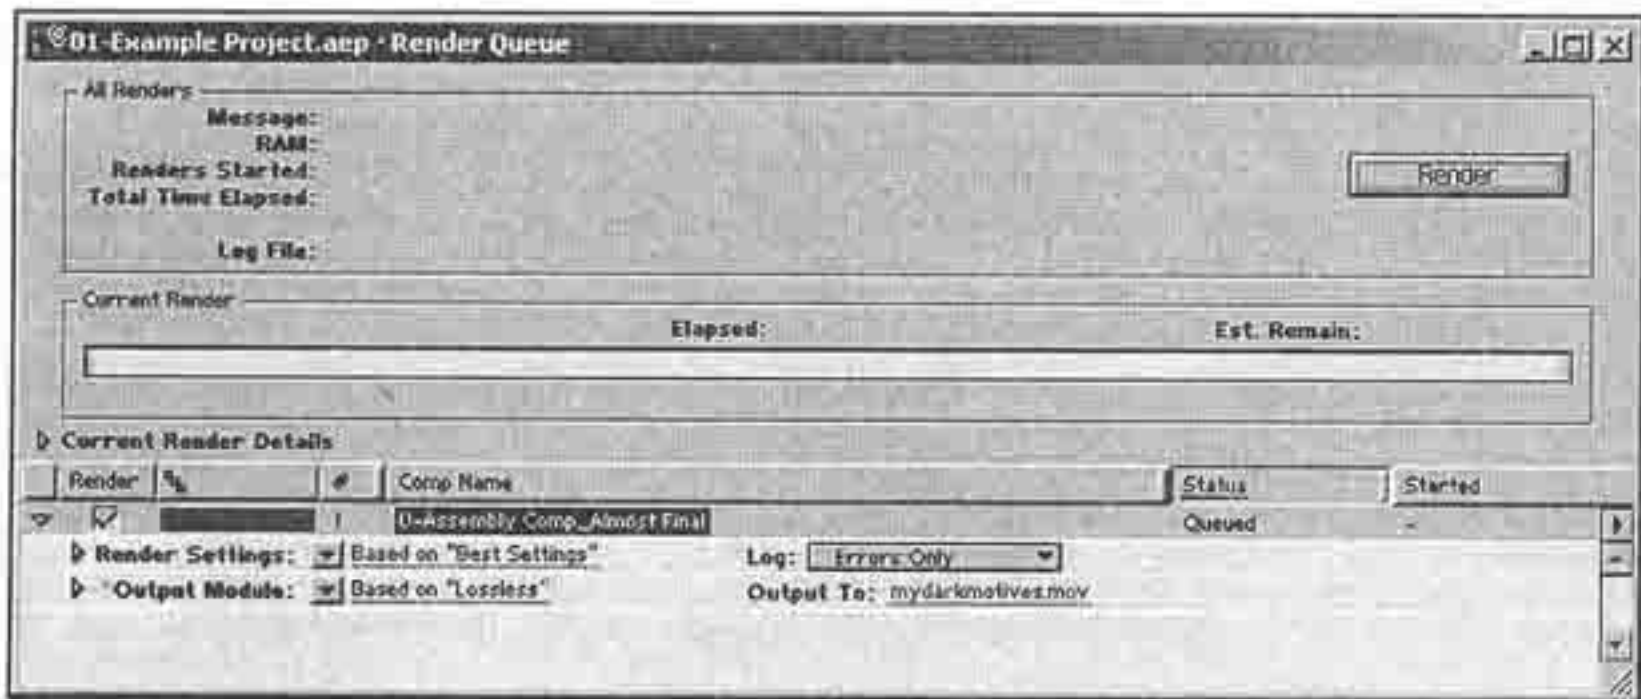 01-Example Project.aep · Render Queue
All Renders
Message:
RAM:
Renders Started:
Render
Total Time Elapsed:
Log File:
Current Render
Elapsed: Est. Remain:
Current Render Details
Render # Comp Name Status Started
1 0-Assembly Comp_Almost Final Queued -
Render Settings: Based on "Best Settings" Log: Errors Only
Output Module: Based on "Lossless" Output To: mydarkmotives.mov